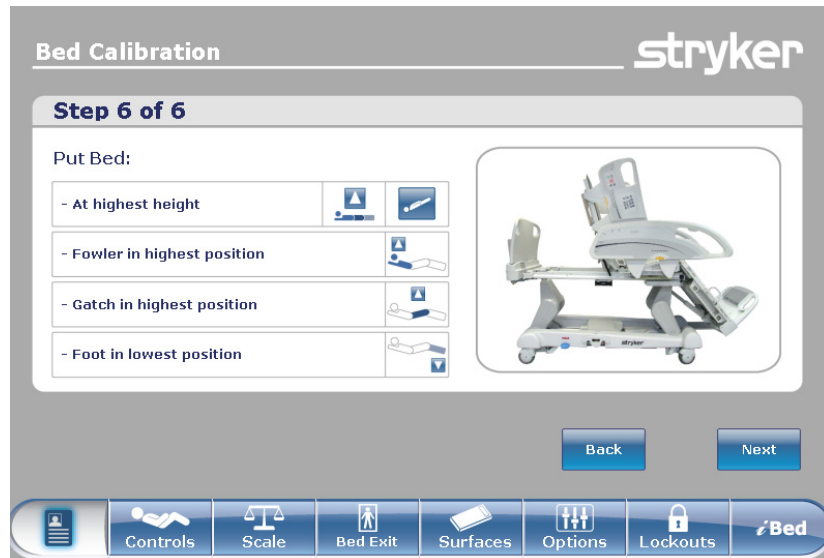 Bed Calibration
stryker
Step 6 of 6
Put Bed:
- At highest height
- Fowler in highest position
- Gatch in highest position
- Foot in lowest position
stryker
Back
Next
Controls
Scale
Bed Exit
Surfaces
Options
Lockouts
iBed